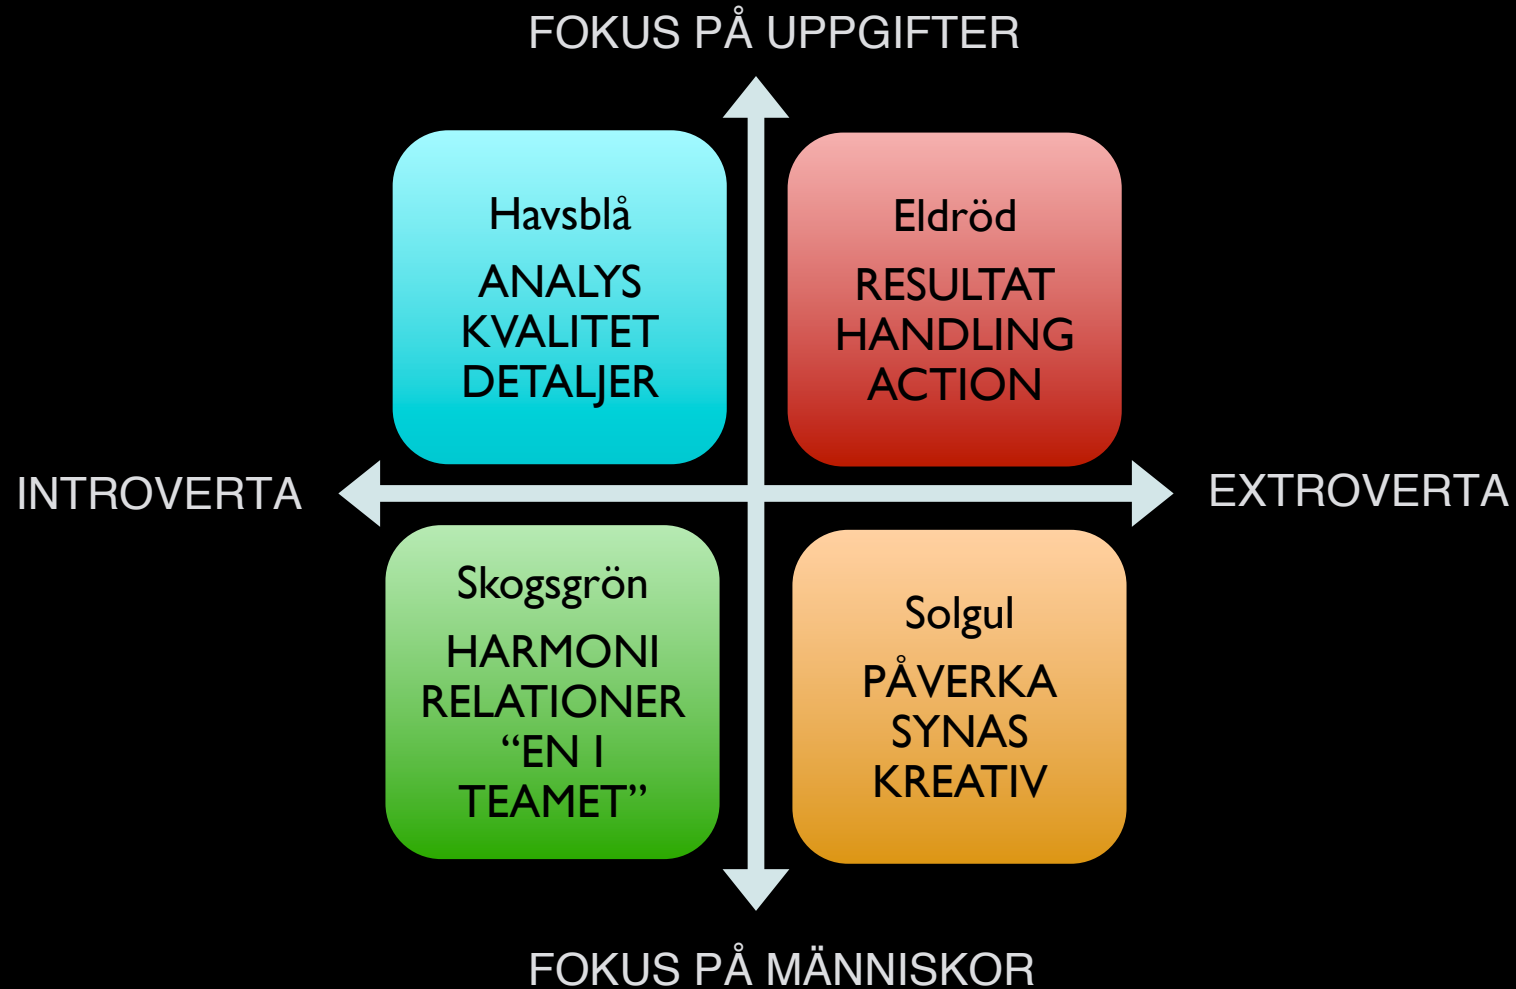 FOKUS PÅ UPPGIFTER
Havsblå
ANALYS
KVALITET
DETALJER
Eldröd
RESULTAT
HANDLING
ACTION
INTROVERTA
EXTROVERTA
Skogsgrön
HARMONI
RELATIONER
“EN I
TEAMET”
Solgul
PÅVERKA
SYNAS
KREATIV
FOKUS PÅ MÄNNISKOR